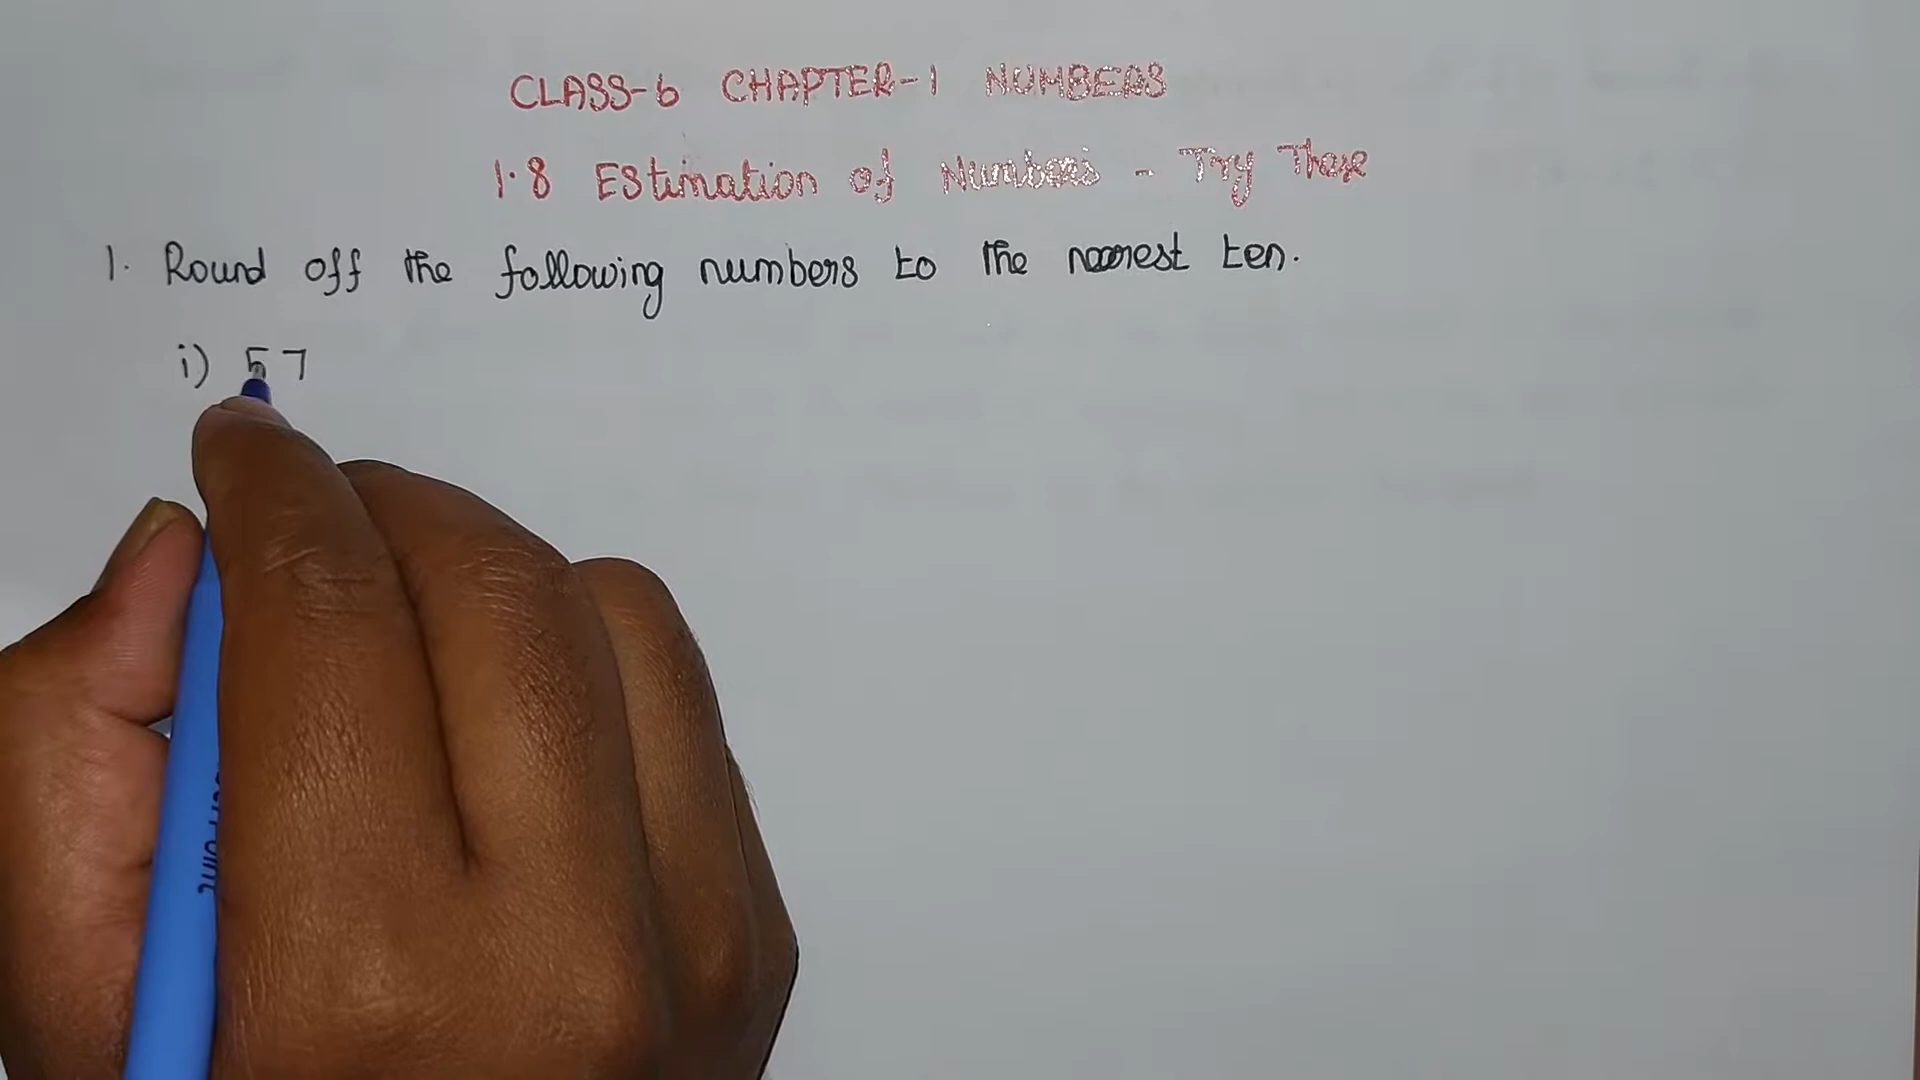 CLASS-6 CHAPTER-1 NUMBERS
1.8 Estimation of Numbers - Try These
1. Round off the following numbers to the nearest ten.
i) 57